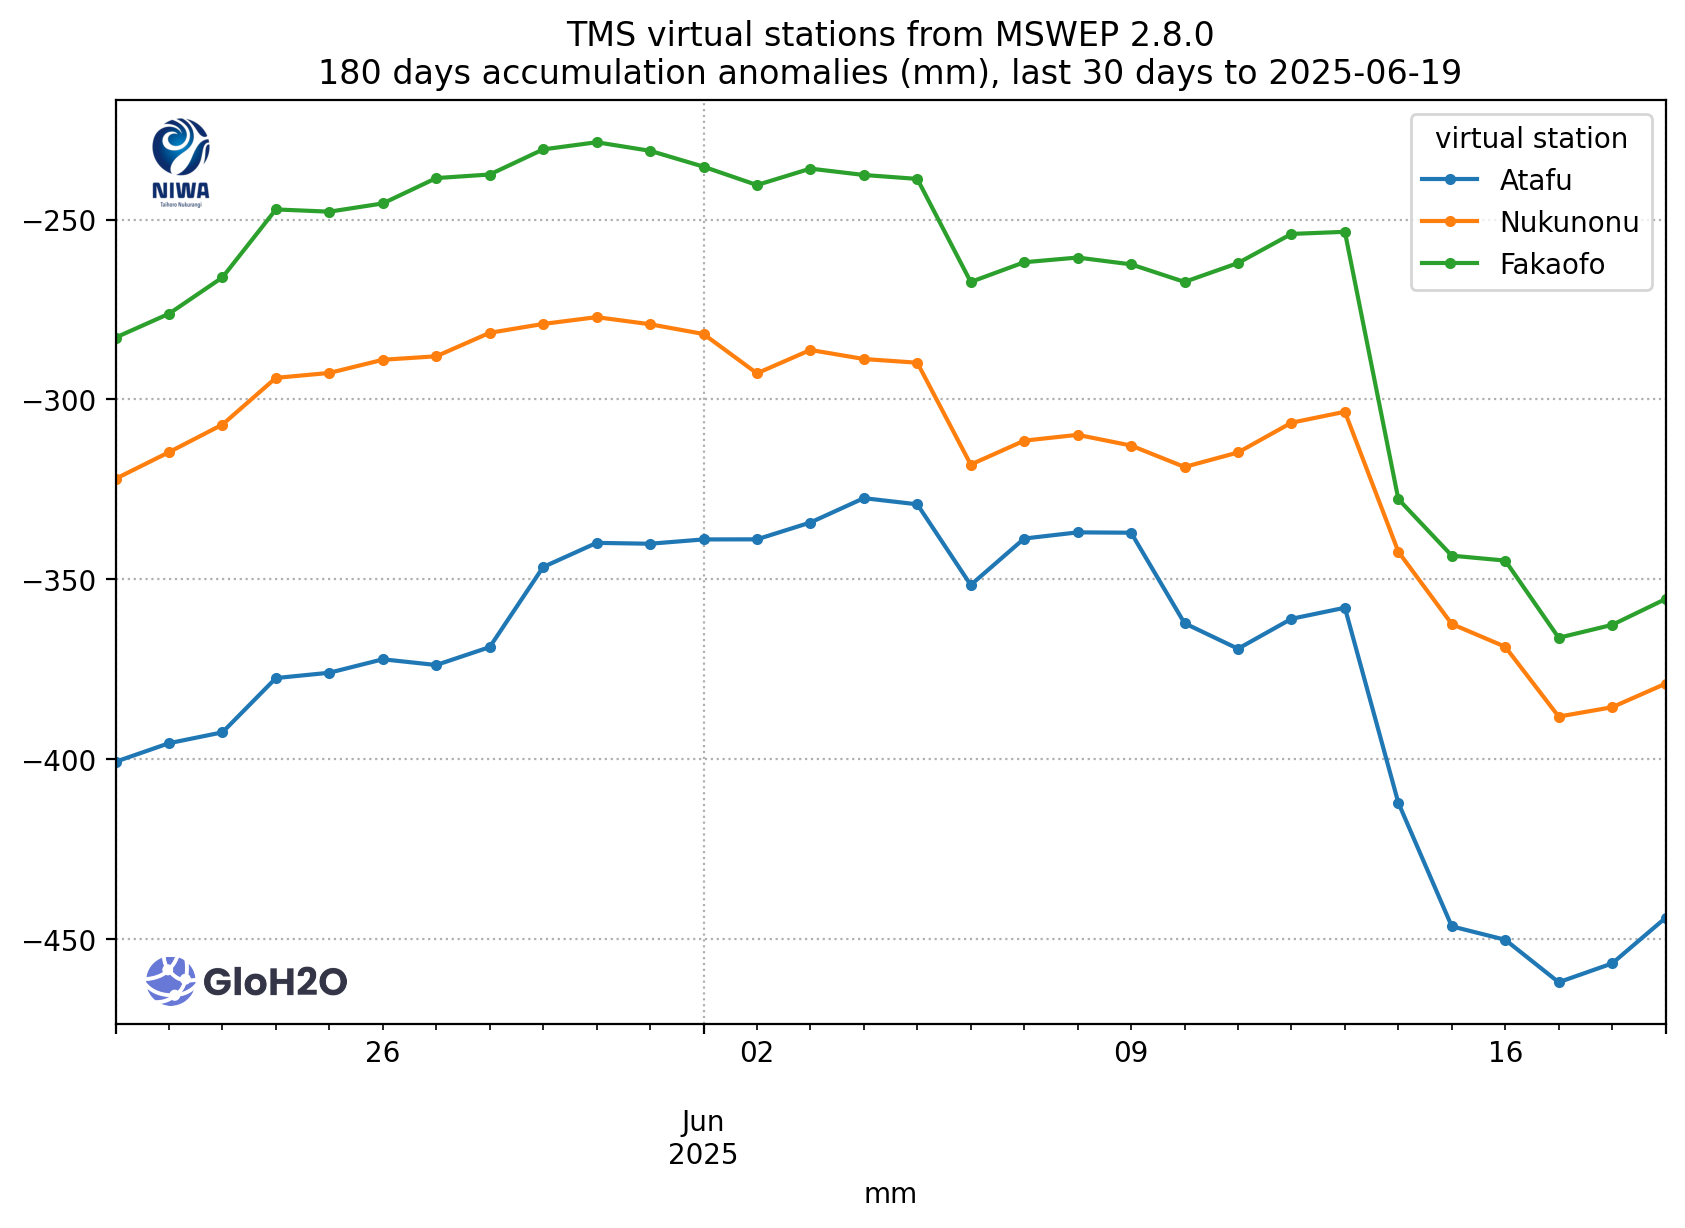 TMS virtual stations from MSWEP 2.8.0
180 days accumulation anomalies (mm), last 30 days to 2025-06-19
NIWA
Taihoro Nukurangi
virtual station
Atafu
Nukunonu
Fakaofo
−250
−300
−350
−400
−450
GloH2O
26
02
09
16
Jun
2025
mm